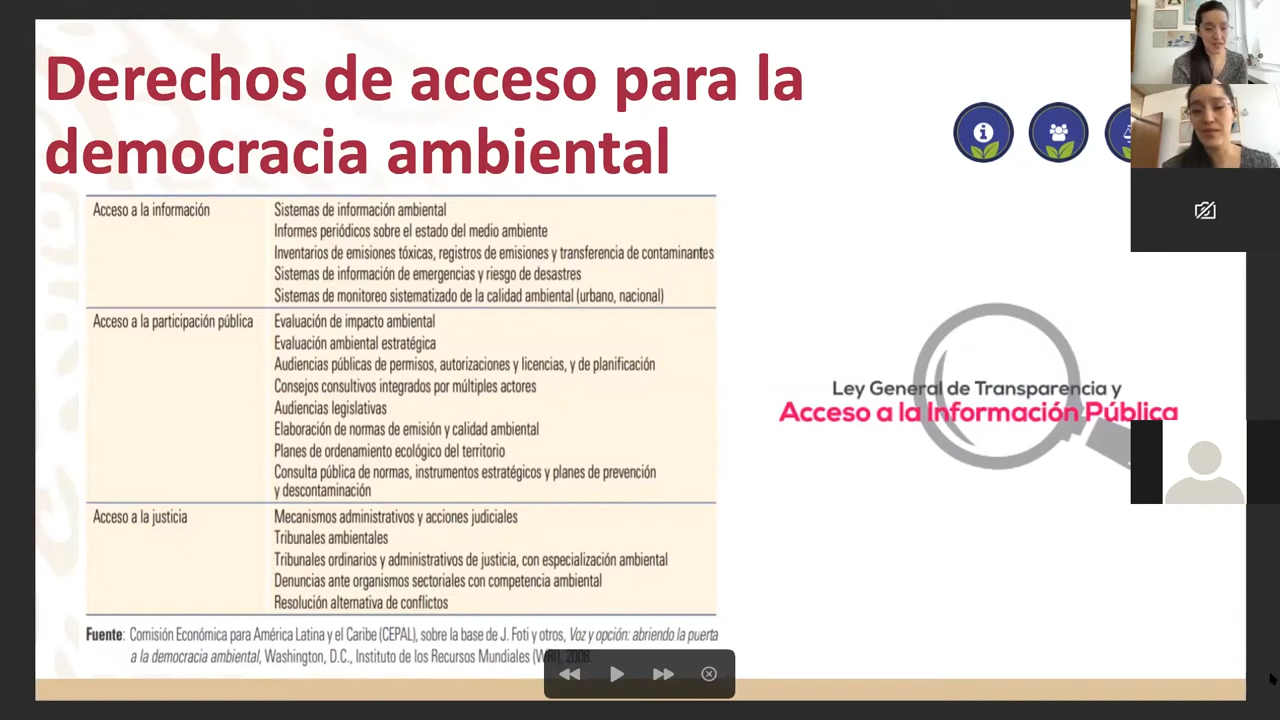 Derechos de acceso para la
democracia ambiental
Acceso a la información
Sistemas de información ambiental
Informes periódicos sobre el estado del medio ambiente
Inventarios de emisiones tóxicas, registros de emisiones y transferencia de contaminantes
Sistemas de información de emergencias y riesgo de desastres
Sistemas de monitoreo sistematizado de la calidad ambiental (urbano, nacional)
Acceso a la participación pública
Evaluación de impacto ambiental
Evaluación ambiental estratégica
Audiencias públicas de permisos, autorizaciones y licencias, y de planificación
Consejos consultivos integrados por múltiples actores
Audiencias legislativas
Elaboración de normas de emisión y calidad ambiental
Planes de ordenamiento ecológico del territorio
Consulta pública de normas, instrumentos estratégicos y planes de prevención
y descontaminación
Acceso a la justicia
Mecanismos administrativos y acciones judiciales
Tribunales ambientales
Tribunales ordinarios y administrativos de justicia, con especialización ambiental
Denuncias ante organismos sectoriales con competencia ambiental
Resolución alternativa de conflictos
Fuente: Comisión Económica para América Latina y el Caribe (CEPAL), sobre la base de J. Foti y otros, Voz y opción: abriendo la puerta
a la democracia ambiental, Washington, D.C., Instituto de los Recursos Mundiales (WRI), 2008.
Ley General de Transparencia y
Acceso a la Información Pública